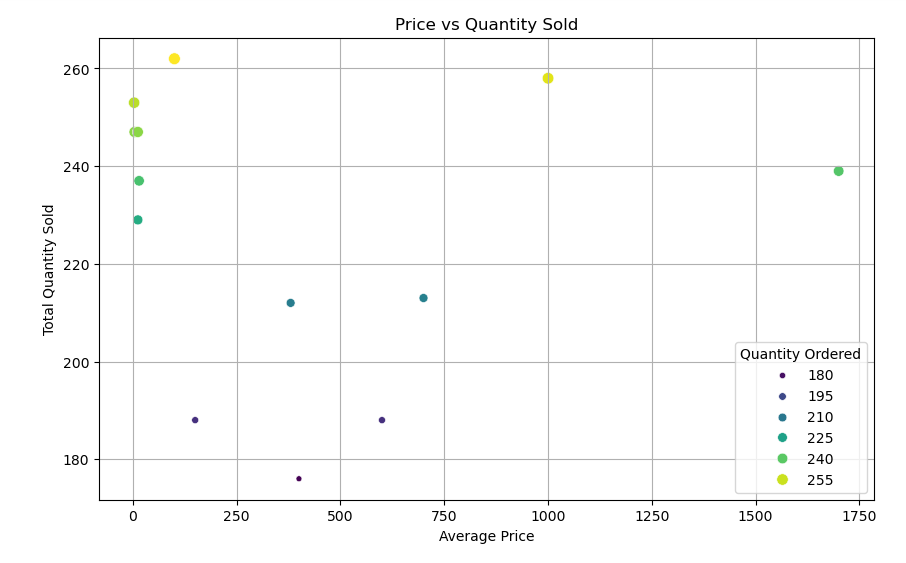 Price vs Quantity Sold
260
240
220
200
180
Total Quantity Sold
Quantity Ordered
180
195
210
225
240
255
0 250 500 750 1000 1250 1500 1750
Average Price